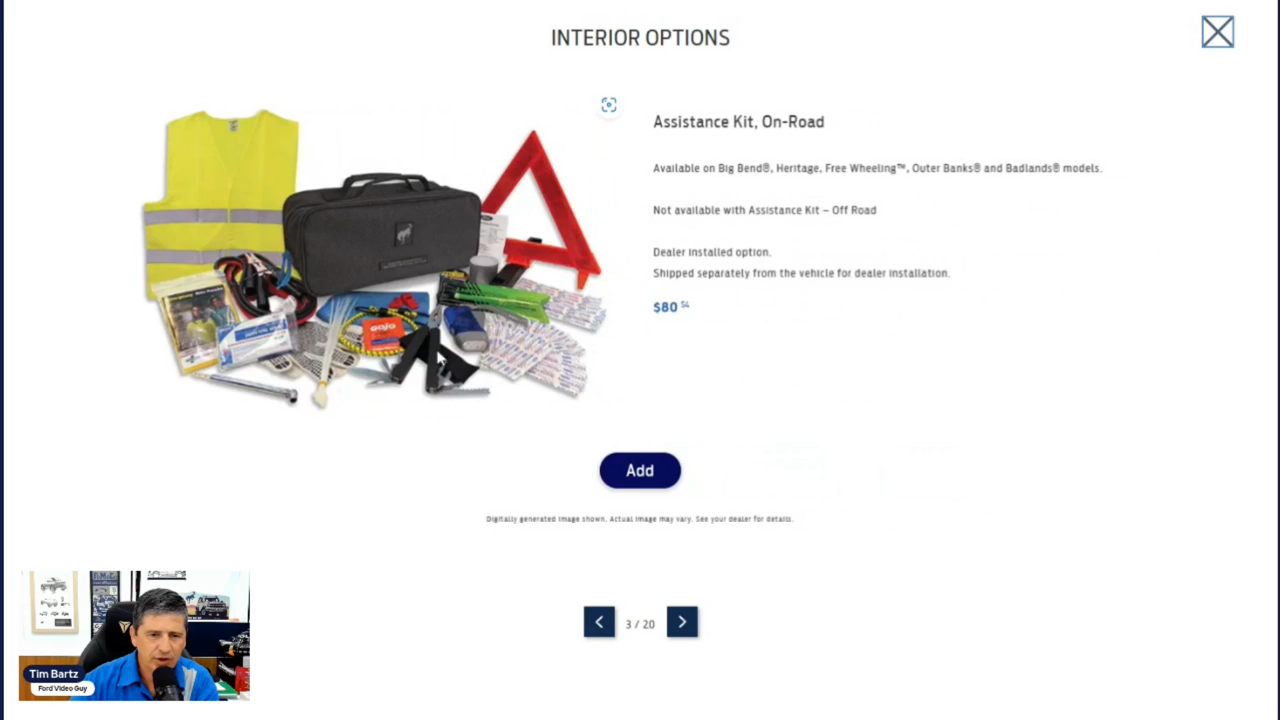 INTERIOR OPTIONS
Assistance Kit, On-Road
Available on Big Bend®, Heritage, Free Wheeling™, Outer Banks® and Badlands® models.
Not available with Assistance Kit – Off Road
Dealer installed option.
Shipped separately from the vehicle for dealer installation.
$80 54
GOJO
Add
Digitally generated image shown. Actual image may vary. See your dealer for details.
3 / 20
Tim Bartz
Ford Video Guy